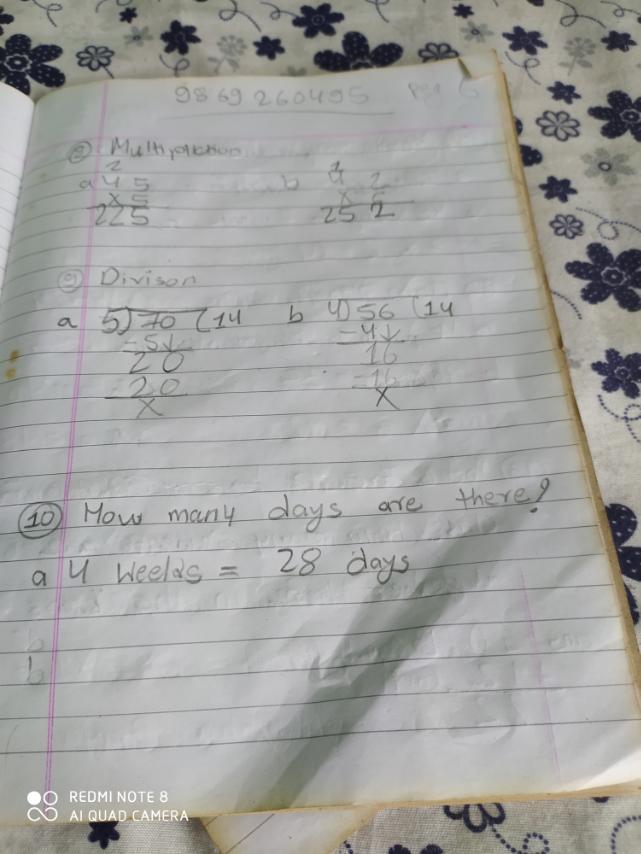 9869260495 pg 6
⑧ Multiplication
2 1
a 45 b 42
×5 × 6
225 252
⑨ Divison
a 5)70(14 b 4)56(14
-5↓ -4↓
20 16
-20 -16
× ×
⑩ How many days are there?
a 4 weeks = 28 days
b
b
REDMI NOTE 8
AI QUAD CAMERA